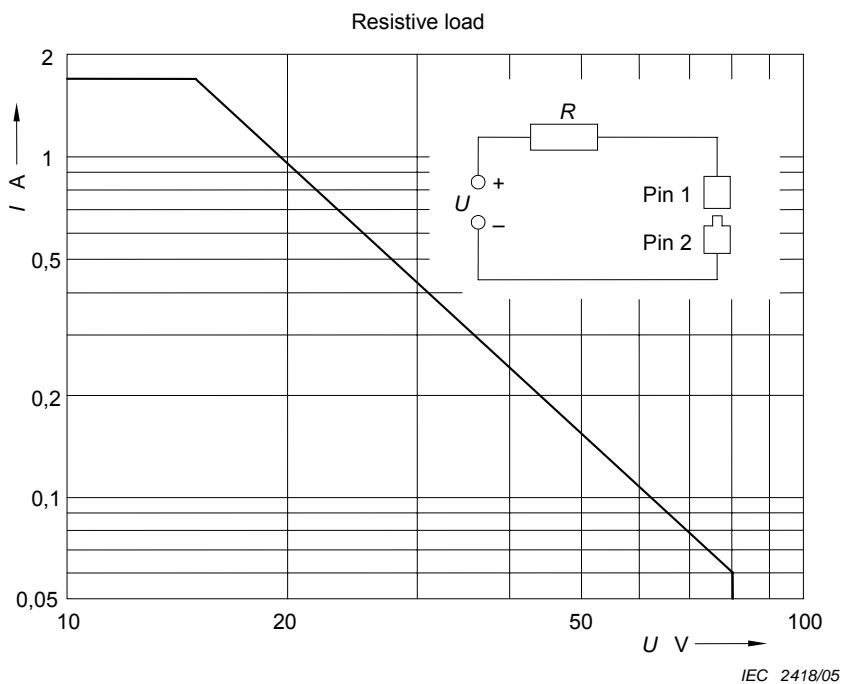 Resistive load
2
1
0,5
0,2
0,1
0,05
I A
R
U
+
–
Pin 1
Pin 2
10
20
50
100
U V
IEC 2418/05